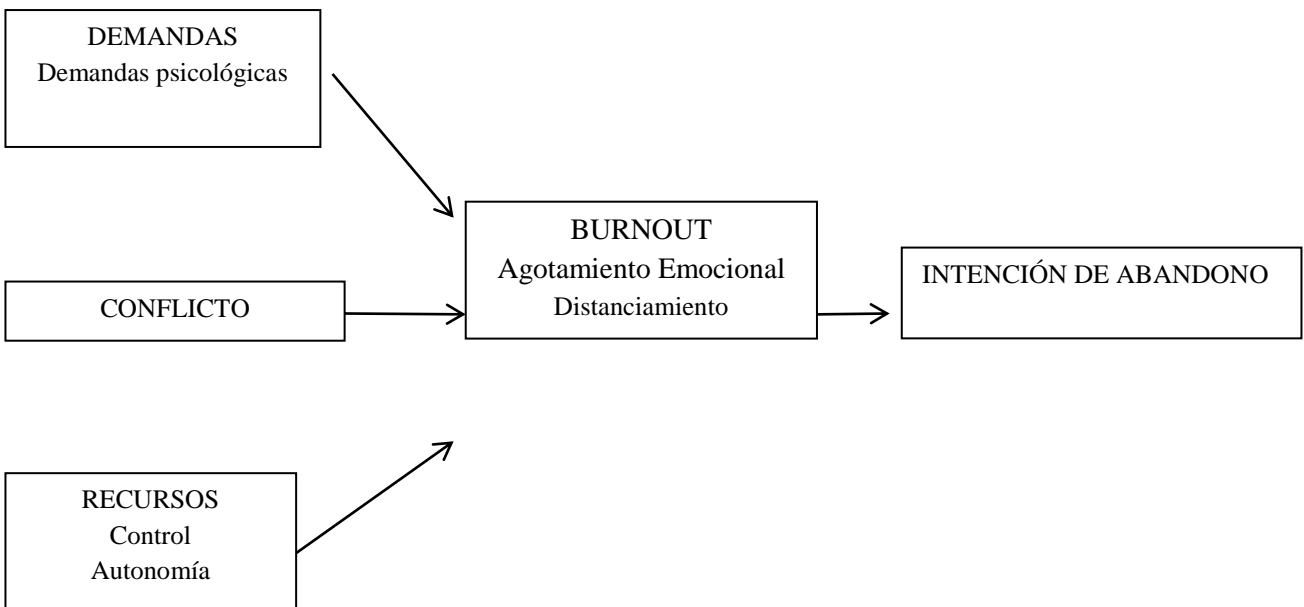 DEMANDAS
Demandas psicológicas
BURNOUT
Agotamiento Emocional
Distanciamiento
INTENCIÓN DE ABANDONO
CONFLICTO
RECURSOS
Control
Autonomía